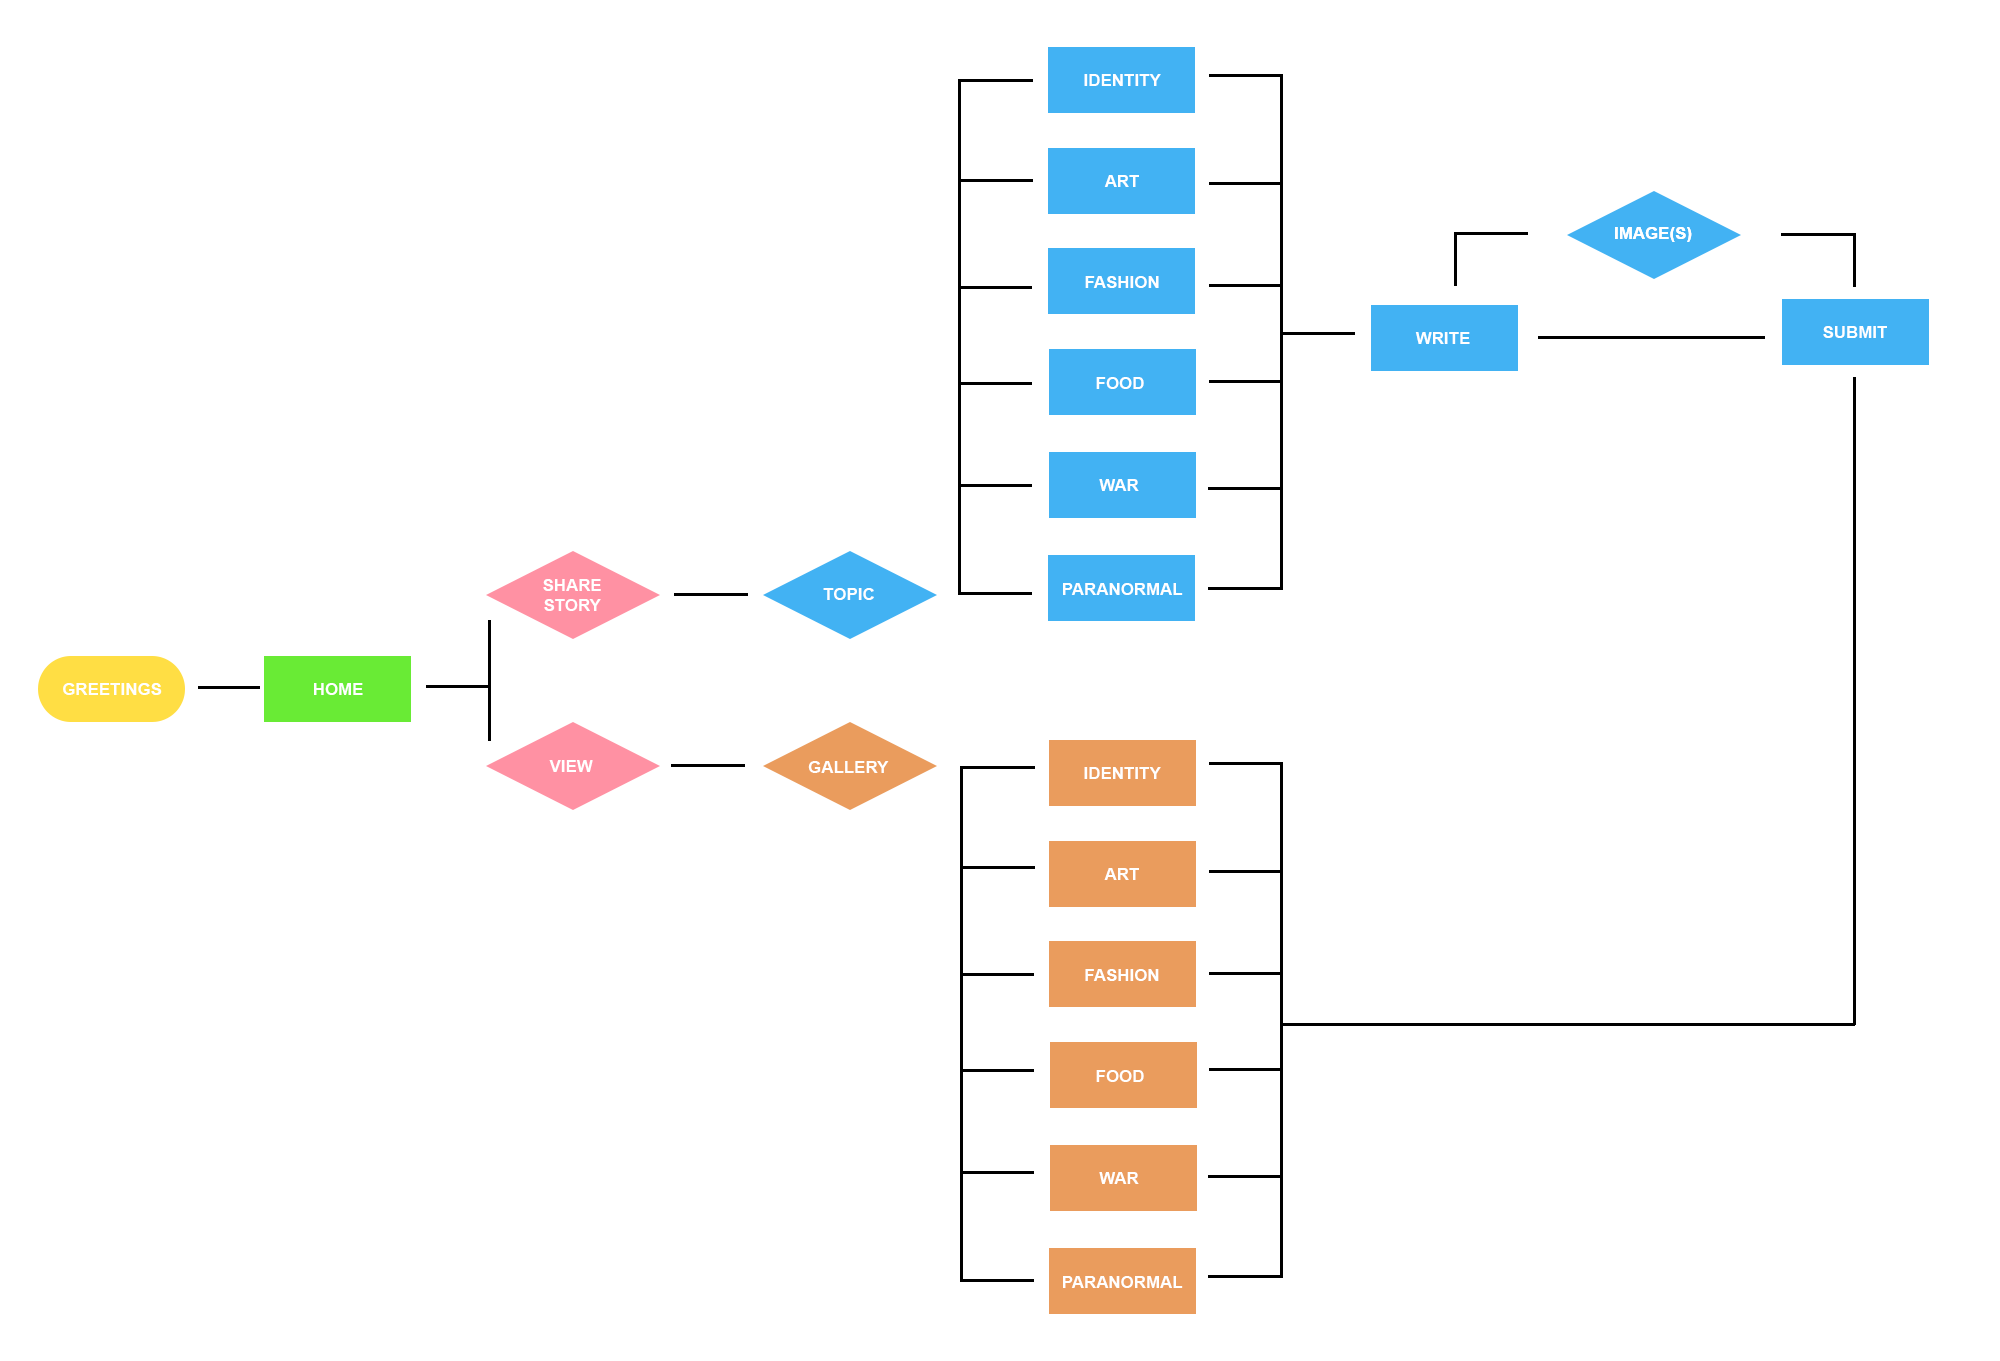 GREETINGS
HOME
SHARE
STORY
TOPIC
IDENTITY
ART
FASHION
FOOD
WAR
PARANORMAL
WRITE
IMAGE(S)
SUBMIT
VIEW
GALLERY
IDENTITY
ART
FASHION
FOOD
WAR
PARANORMAL